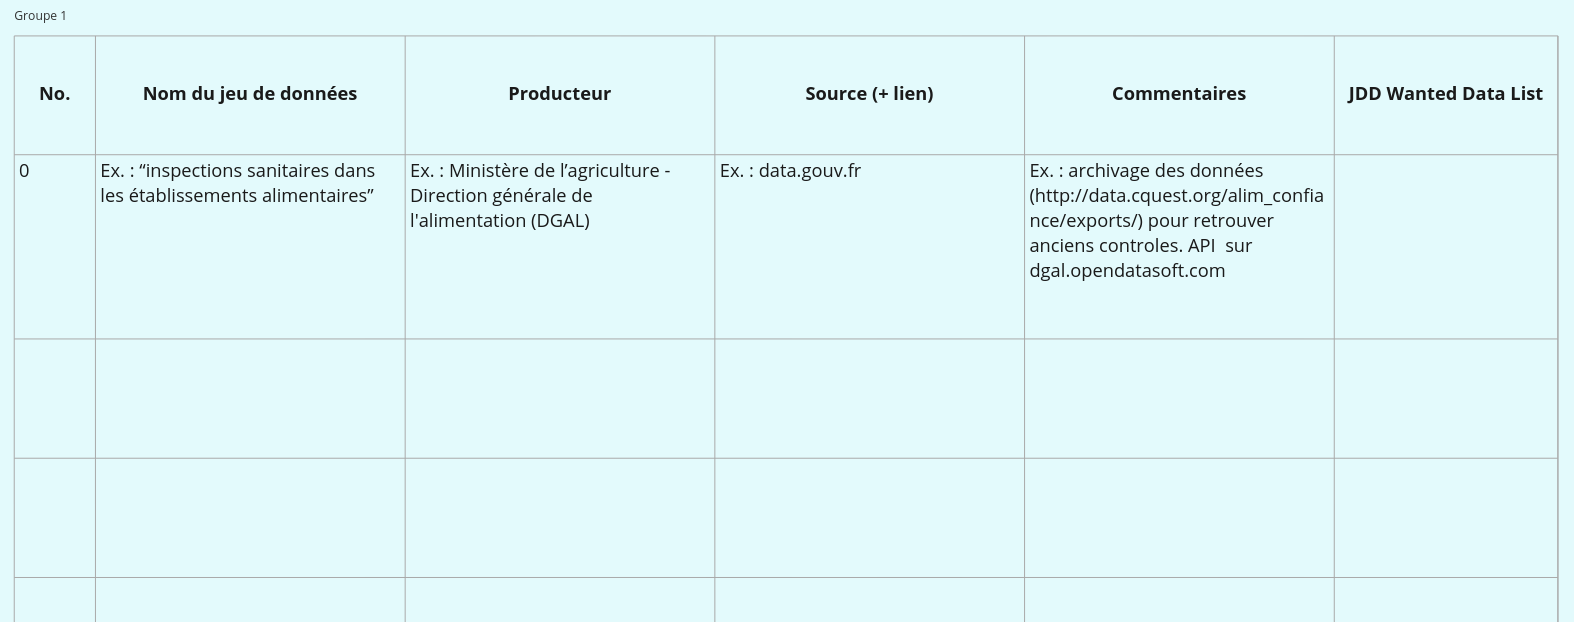 Groupe 1
No.
Nom du jeu de données
Producteur
Source (+ lien)
Commentaires
JDD Wanted Data List
0
Ex. : “inspections sanitaires dans
les établissements alimentaires”
Ex. : Ministère de l’agriculture -
Direction générale de
l'alimentation (DGAL)
Ex. : data.gouv.fr
Ex. : archivage des données
(http://data.cquest.org/alim_confia
nce/exports/) pour retrouver
anciens controles. API  sur
dgal.opendatasoft.com